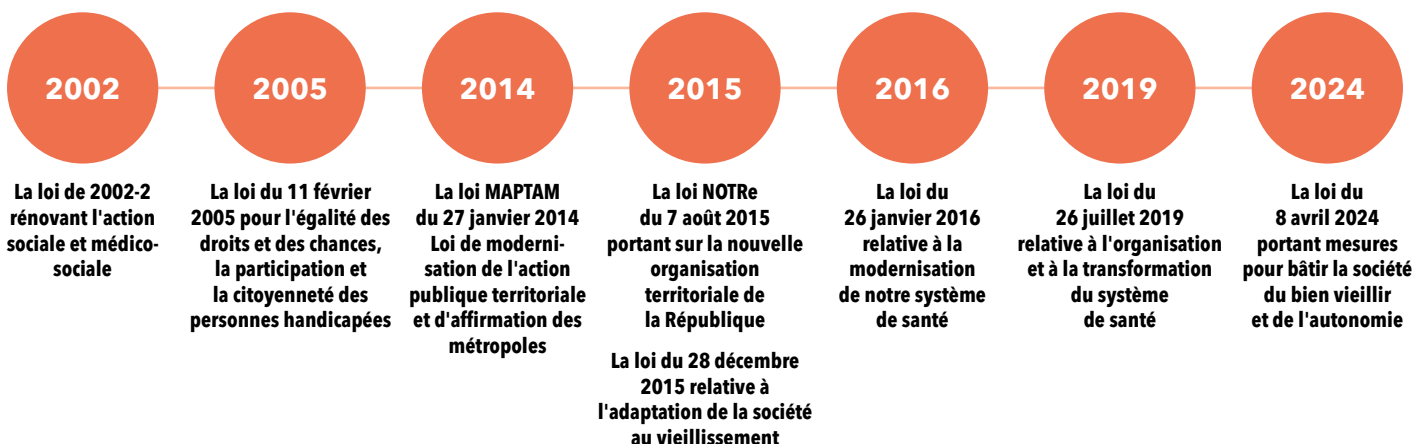 2002
La loi de 2002-2
rénovant l'action
sociale et médico-
sociale
2005
La loi du 11 février
2005 pour l'égalité des
droits et des chances,
la participation et
la citoyenneté des
personnes handicapées
2014
La loi MAPTAM
du 27 janvier 2014
Loi de moderni-
sation de l'action
publique territoriale
et d'affirmation des
métropoles
2015
La loi NOTRe
du 7 août 2015
portant sur la nouvelle
organisation
territoriale de
la République
La loi du 28 décembre
2015 relative à
l'adaptation de la société
au vieillissement
2016
La loi du
26 janvier 2016
relative à la
modernisation
de notre système
de santé
2019
La loi du
26 juillet 2019
relative à l'organisation
et à la transformation
du système
de santé
2024
La loi du
8 avril 2024
portant mesures
pour bâtir la société
du bien vieillir
et de l'autonomie